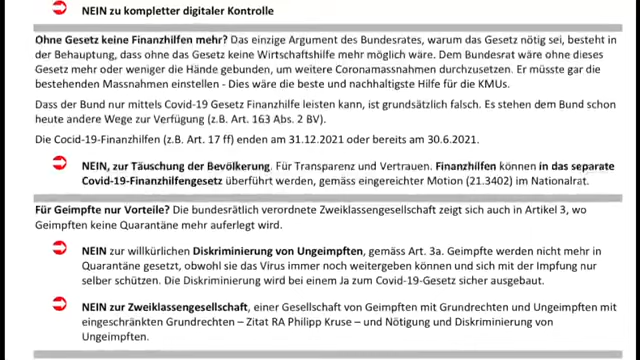 NEIN zu kompletter digitaler Kontrolle
Ohne Gesetz keine Finanzhilfen mehr? Das einzige Argument des Bundesrates, warum das Gesetz nötig sei, besteht in
der Behauptung, dass ohne das Gesetz keine Wirtschaftshilfe mehr möglich wäre. Dem Bundesrat wäre ohne dieses
Gesetz mehr oder weniger die Hände gebunden, um weitere Coronamassnahmen durchzusetzen. Er müsste gar die
bestehenden Massnahmen einstellen - Dies wäre die beste und nachhaltigste Hilfe für die KMUs.
Dass der Bund nur mittels Covid-19 Gesetz Finanzhilfe leisten kann, ist grundsätzlich falsch. Es stehen dem Bund schon
heute andere Wege zur Verfügung (z.B. Art. 163 Abs. 2 BV).
Die Cocid-19-Finanzhilfen (z.B. Art. 17 ff) enden am 31.12.2021 oder bereits am 30.6.2021.
NEIN, zur Täuschung der Bevölkerung. Für Transparenz und Vertrauen. Finanzhilfen können in das separate
Covid-19-Finanzhilfengesetz überführt werden, gemäss eingereichter Motion (21.3402) im Nationalrat.
Für Geimpfte nur Vorteile? Die bundesrätlich verordnete Zweiklassengesellschaft zeigt sich auch in Artikel 3, wo
Geimpften keine Quarantäne mehr auferlegt wird.
NEIN zur willkürlichen Diskriminierung von Ungeimpften, gemäss Art. 3a. Geimpfte werden nicht mehr in
Quarantäne gesetzt, obwohl sie das Virus immer noch weitergeben können und sich mit der Impfung nur
selber schützen. Die Diskriminierung wird bei einem Ja zum Covid-19-Gesetz sicher ausgebaut.
NEIN zur Zweiklassengesellschaft, einer Gesellschaft von Geimpften mit Grundrechten und Ungeimpften mit
eingeschränkten Grundrechten – Zitat RA Philipp Kruse – und Nötigung und Diskriminierung von
Ungeimpften.